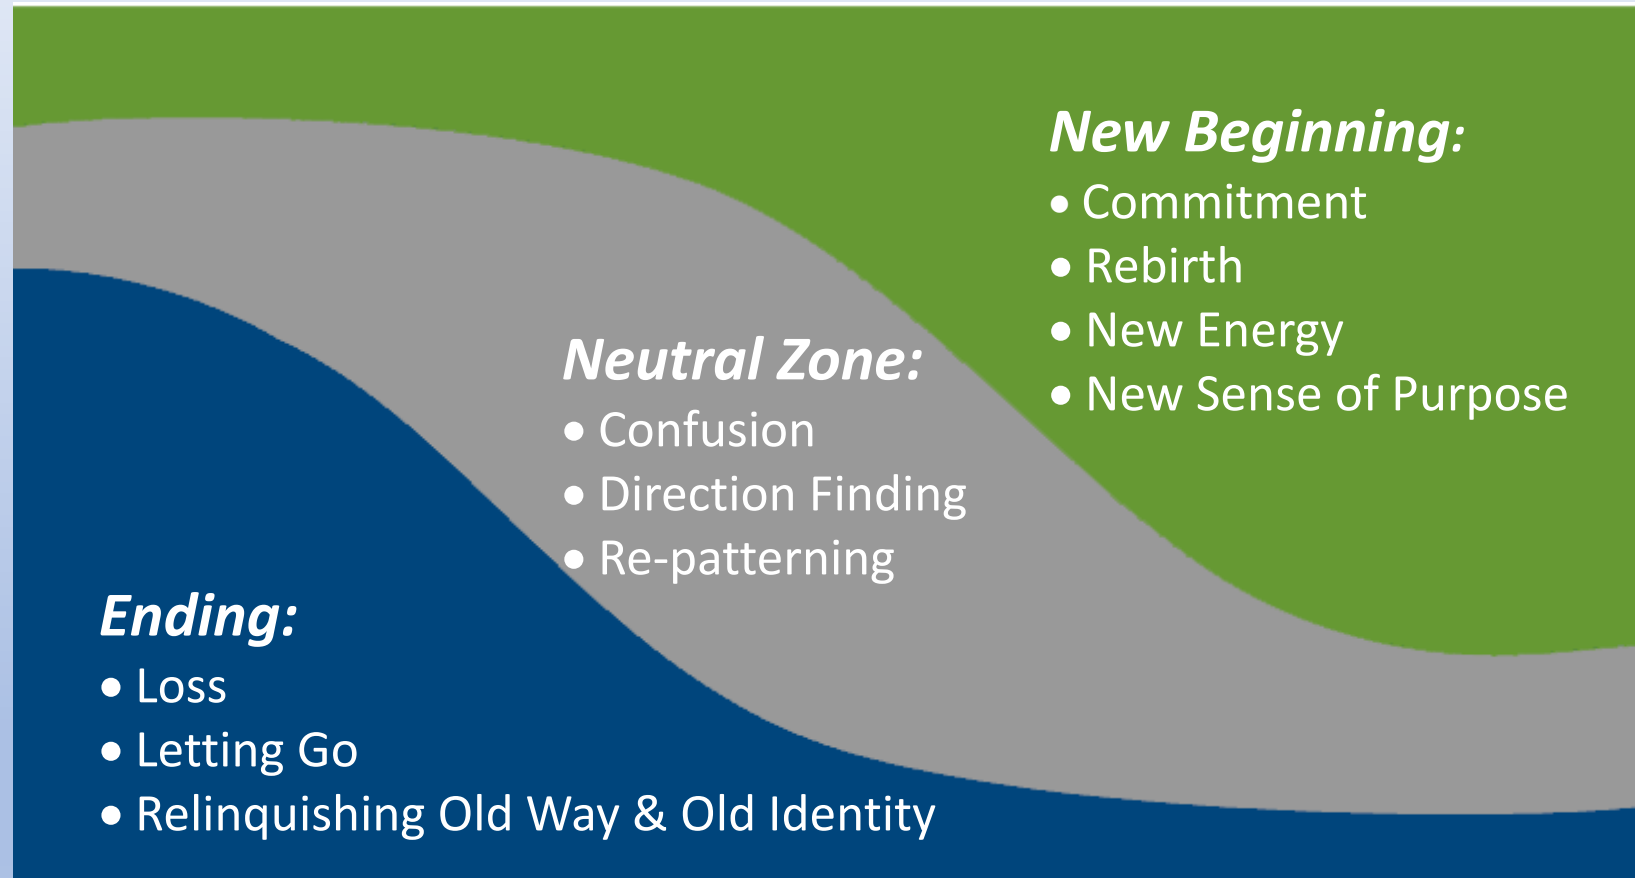 New Beginning:
• Commitment
• Rebirth
• New Energy
• New Sense of Purpose
Neutral Zone:
• Confusion
• Direction Finding
• Re-patterning
Ending:
• Loss
• Letting Go
• Relinquishing Old Way & Old Identity